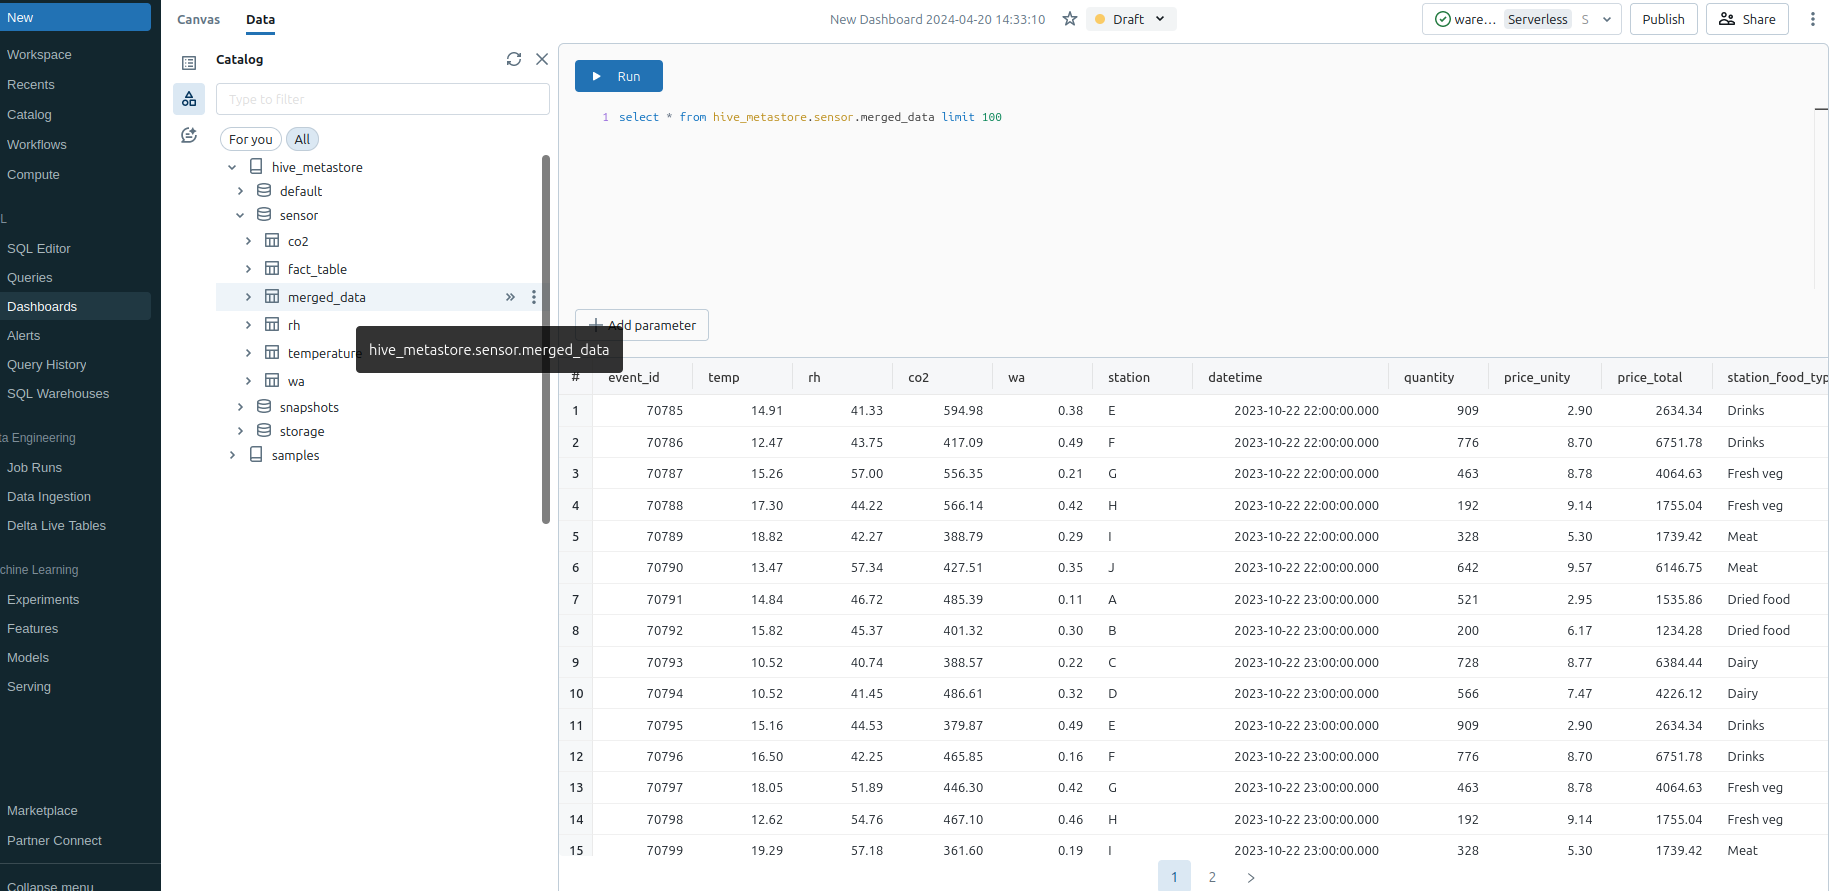 New
Workspace
Recents
Catalog
Workflows
Compute
L
SQL Editor
Queries
Dashboards
Alerts
Query History
SQL Warehouses
ta Engineering
Job Runs
Data Ingestion
Delta Live Tables
chine Learning
Experiments
Features
Models
Serving
Marketplace
Partner Connect
Collapse menu
Canvas Data
New Dashboard 2024-04-20 14:33:10 Draft
ware... Serverless S
Publish
Share
Catalog
Type to filter
For you All
hive_metastore
default
sensor
co2
fact_table
merged_data
rh
temperature
wa
snapshots
storage
samples
hive_metastore.sensor.merged_data
Run
1 select * from hive_metastore.sensor.merged_data limit 100
Add parameter
# event_id temp rh co2 wa station datetime quantity price_unity price_total station_food_typ
1 70785 14.91 41.33 594.98 0.38 E 2023-10-22 22:00:00.000 909 2.90 2634.34 Drinks
2 70786 12.47 43.75 417.09 0.49 F 2023-10-22 22:00:00.000 776 8.70 6751.78 Drinks
3 70787 15.26 57.00 556.35 0.21 G 2023-10-22 22:00:00.000 463 8.78 4064.63 Fresh veg
4 70788 17.30 44.22 566.14 0.42 H 2023-10-22 22:00:00.000 192 9.14 1755.04 Fresh veg
5 70789 18.82 42.27 388.79 0.29 I 2023-10-22 22:00:00.000 328 5.30 1739.42 Meat
6 70790 13.47 57.34 427.51 0.35 J 2023-10-22 22:00:00.000 642 9.57 6146.75 Meat
7 70791 14.84 46.72 485.39 0.11 A 2023-10-22 23:00:00.000 521 2.95 1535.86 Dried food
8 70792 15.82 45.37 401.32 0.30 B 2023-10-22 23:00:00.000 200 6.17 1234.28 Dried food
9 70793 10.52 40.74 388.57 0.22 C 2023-10-22 23:00:00.000 728 8.77 6384.44 Dairy
10 70794 10.52 41.45 486.61 0.32 D 2023-10-22 23:00:00.000 566 7.47 4226.12 Dairy
11 70795 15.16 44.53 379.87 0.49 E 2023-10-22 23:00:00.000 909 2.90 2634.34 Drinks
12 70796 16.50 42.25 465.85 0.16 F 2023-10-22 23:00:00.000 776 8.70 6751.78 Drinks
13 70797 18.05 51.89 446.30 0.42 G 2023-10-22 23:00:00.000 463 8.78 4064.63 Fresh veg
14 70798 12.62 54.76 467.10 0.46 H 2023-10-22 23:00:00.000 192 9.14 1755.04 Fresh veg
15 70799 19.29 57.18 361.60 0.19 I 2023-10-22 23:00:00.000 328 5.30 1739.42 Meat
1 2